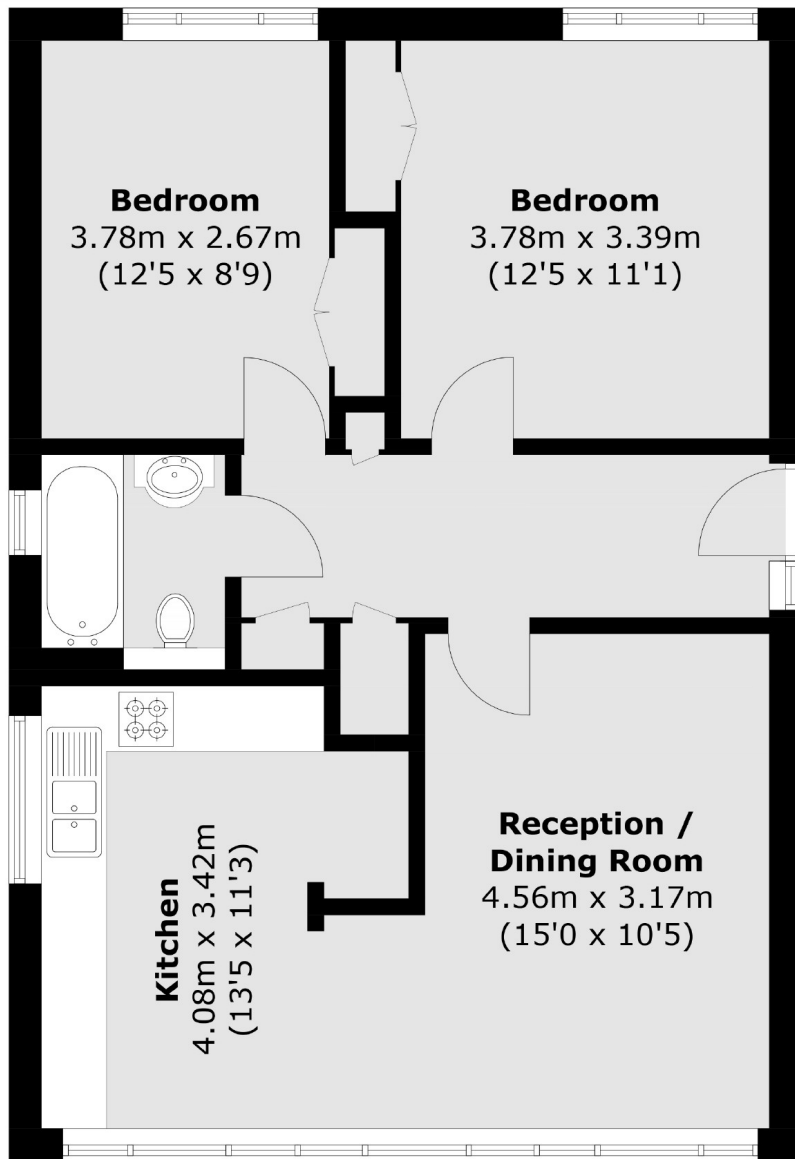 Bedroom
3.78m x 2.67m
(12'5 x 8'9)
Bedroom
3.78m x 3.39m
(12'5 x 11'1)
Kitchen
4.08m x 3.42m
(13'5 x 11'3)
Reception /
Dining Room
4.56m x 3.17m
(15'0 x 10'5)